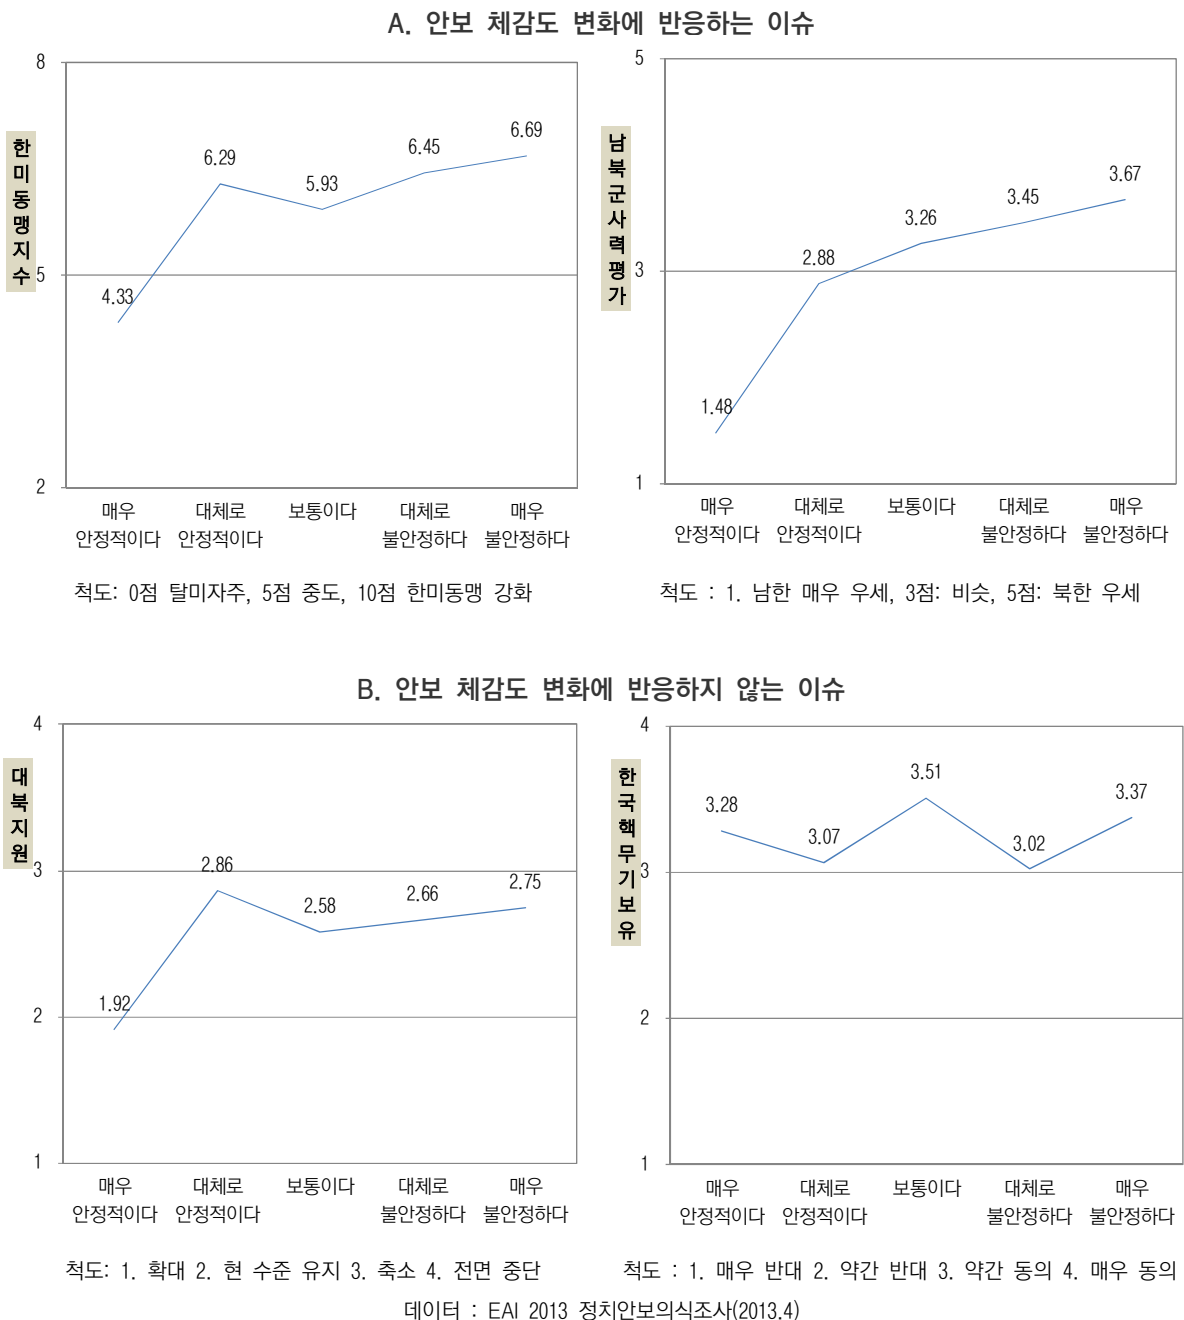 A. 안보 체감도 변화에 반응하는 이슈
한미동맹지수
8
5
2
4.33
6.29
5.93
6.45
6.69
매우 안정적이다
대체로 안정적이다
보통이다
대체로 불안정하다
매우 불안정하다
척도: 0점 탈미자주, 5점 중도, 10점 한미동맹 강화
남북군사력평가
5
3
1
1.48
2.88
3.26
3.45
3.67
매우 안정적이다
대체로 안정적이다
보통이다
대체로 불안정하다
매우 불안정하다
척도 : 1. 남한 매우 우세, 3점: 비슷, 5점: 북한 우세
B. 안보 체감도 변화에 반응하지 않는 이슈
대북지원
4
3
2
1
1.92
2.86
2.58
2.66
2.75
매우 안정적이다
대체로 안정적이다
보통이다
대체로 불안정하다
매우 불안정하다
척도: 1. 확대 2. 현 수준 유지 3. 축소 4. 전면 중단
한국핵무기보유
4
3
2
1
3.28
3.07
3.51
3.02
3.37
매우 안정적이다
대체로 안정적이다
보통이다
대체로 불안정하다
매우 불안정하다
척도 : 1. 매우 반대 2. 약간 반대 3. 약간 동의 4. 매우 동의
데이터 : EAI 2013 정치안보의식조사(2013.4)